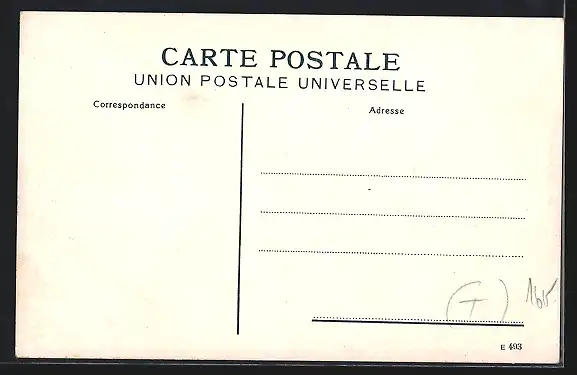 CARTE POSTALE
UNION POSTALE UNIVERSELLE
Correspondance
Adresse
(T)
E 493